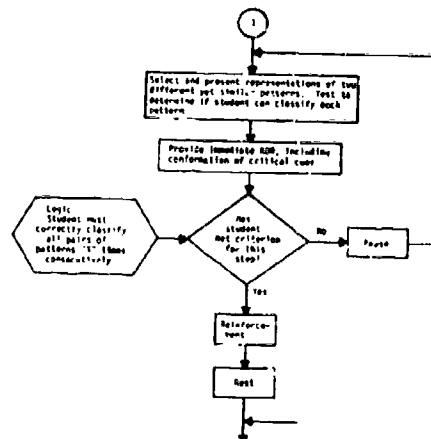 1
Select and present representations of two
different yet similar patterns. Test to
determine if student can classify each
pattern
Provide immediate KOR, including
confirmation of critical cues
Logic
Student must
correctly classify
all pairs of
patterns "X" times
consecutively
Has
student
met criterion
for this
step?
No
Pause
Yes
Reinforce-
ment
Rest